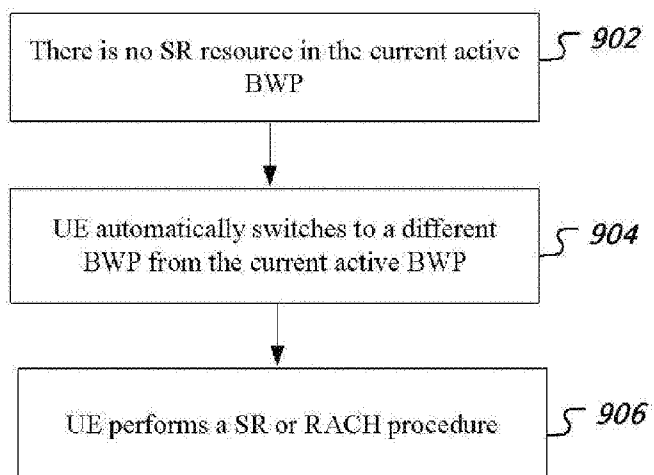 There is no SR resource in the current active
BWP
902
UE automatically switches to a different
BWP from the current active BWP
904
UE performs a SR or RACH procedure
906